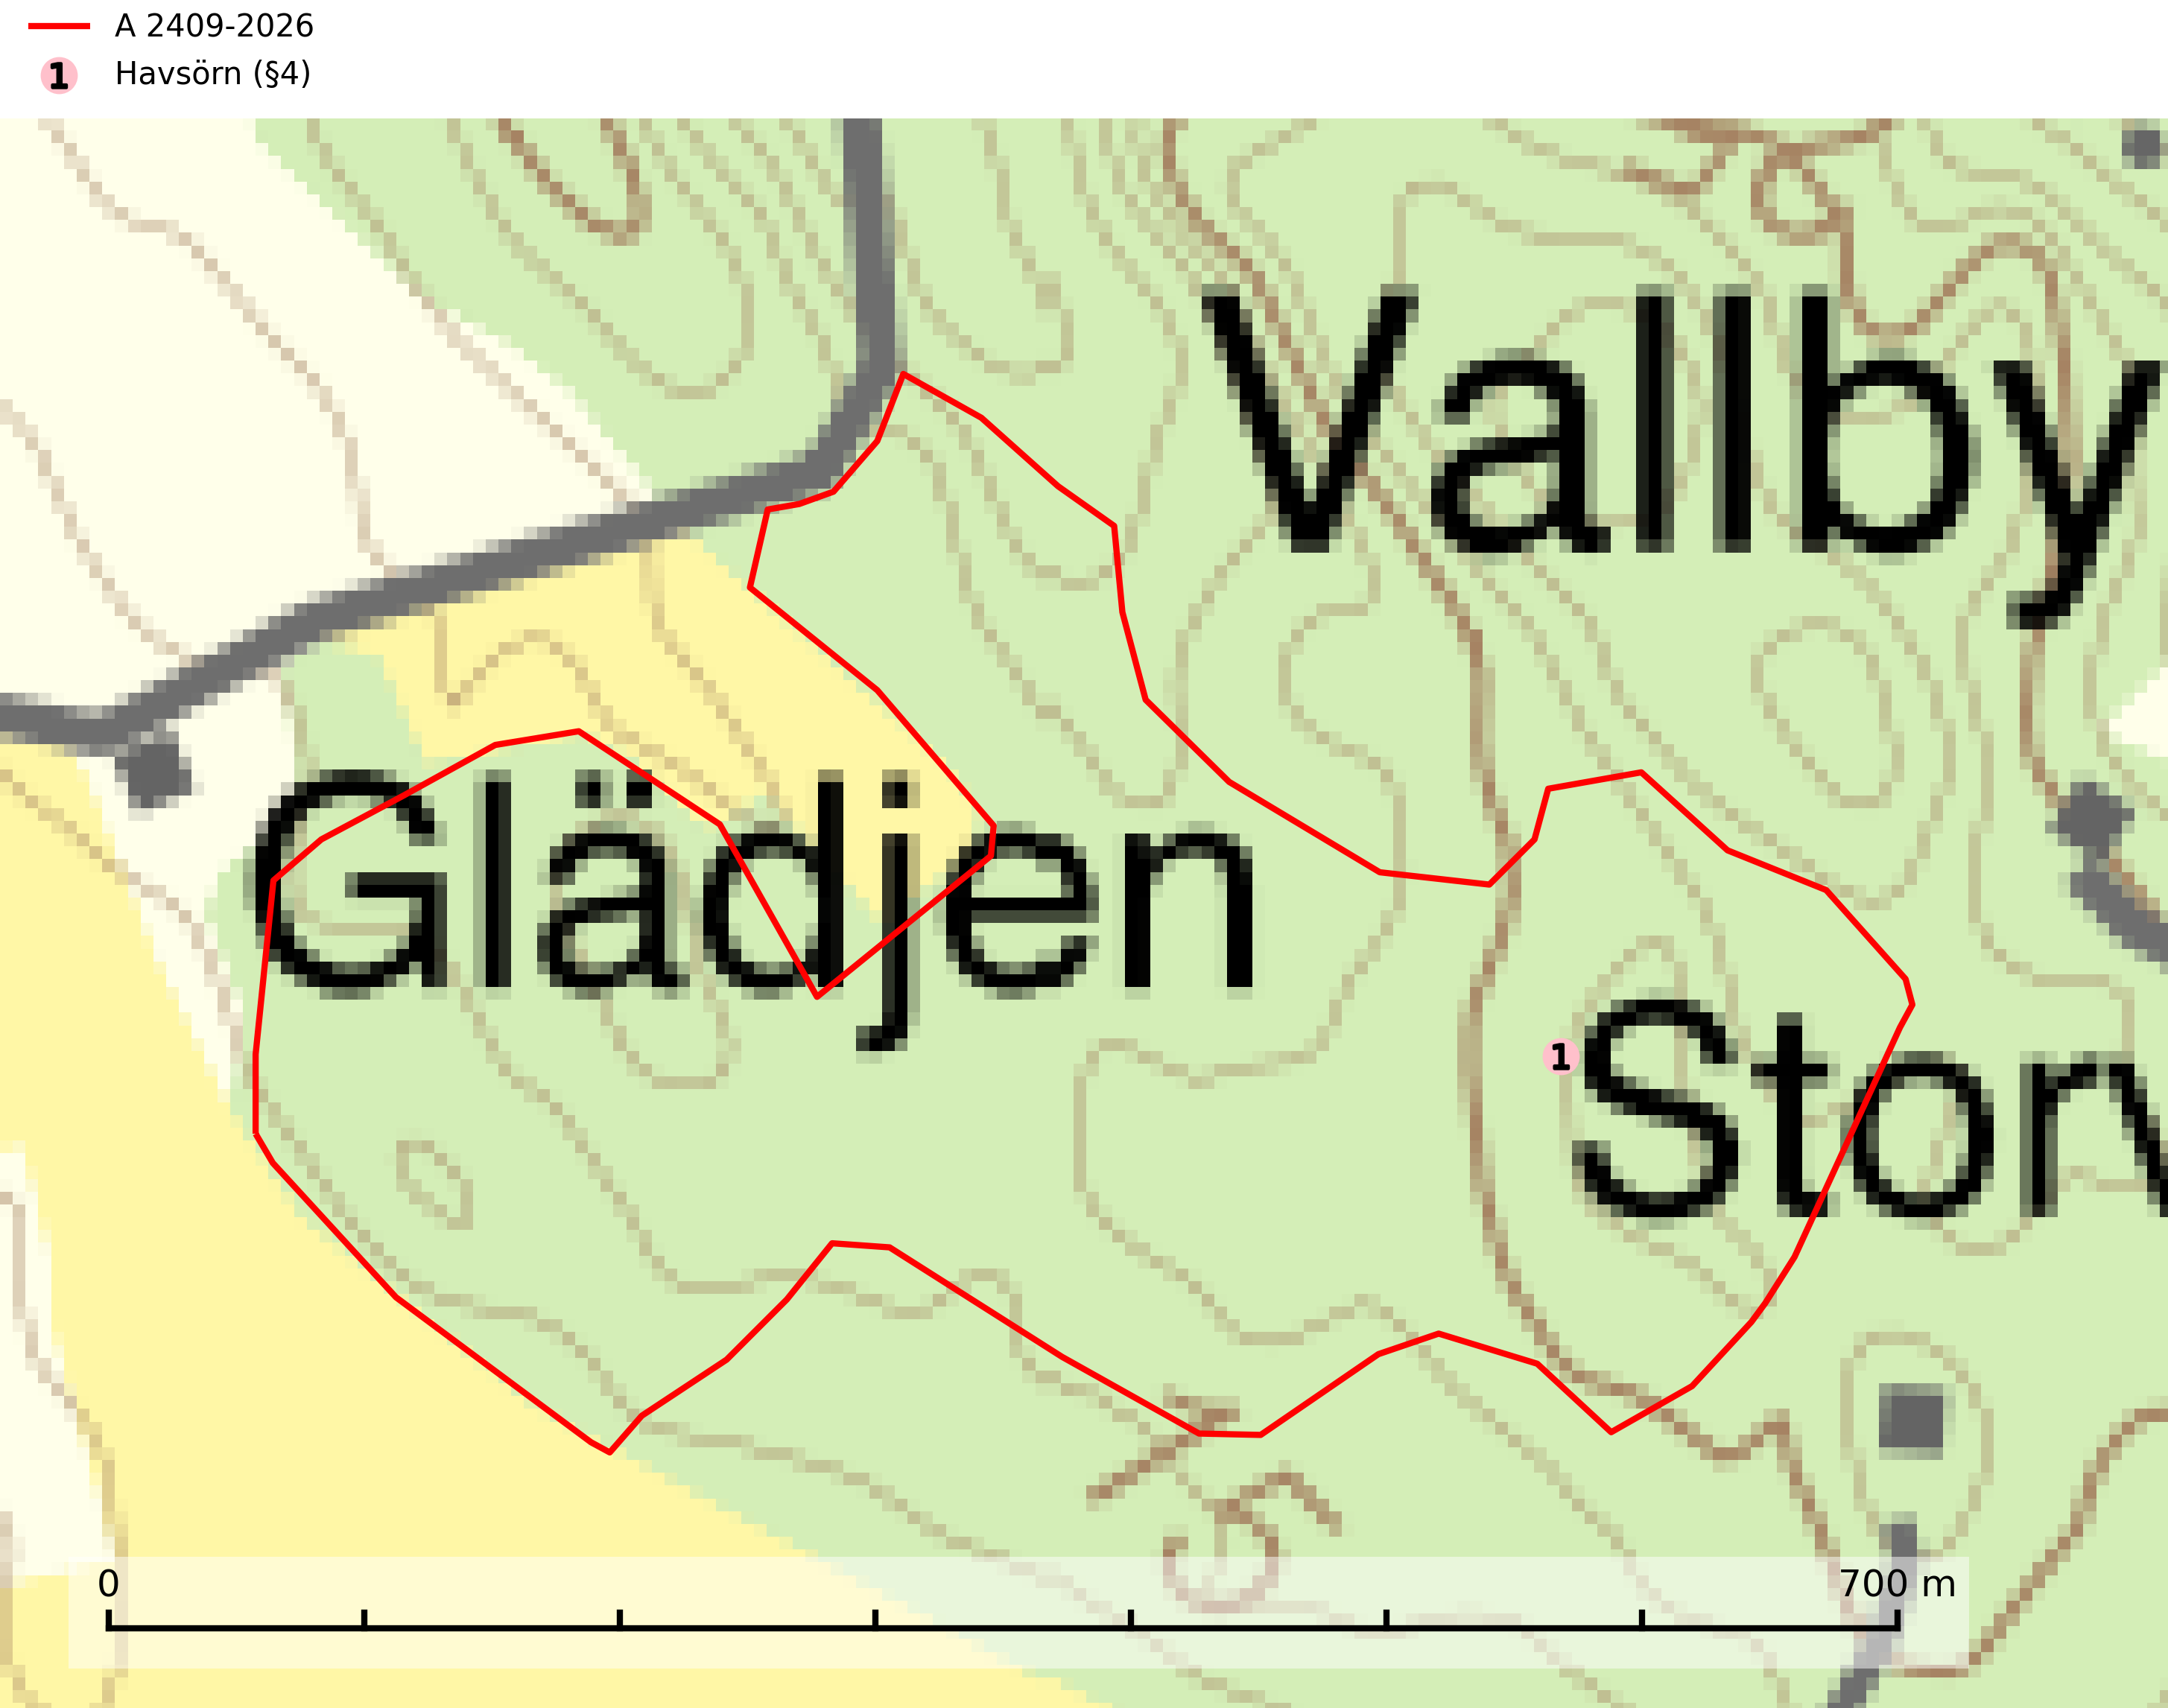 A 2409-2026
1 Havsörn (§4)
Vallby
Glädjen
1
Stor
0 700 m